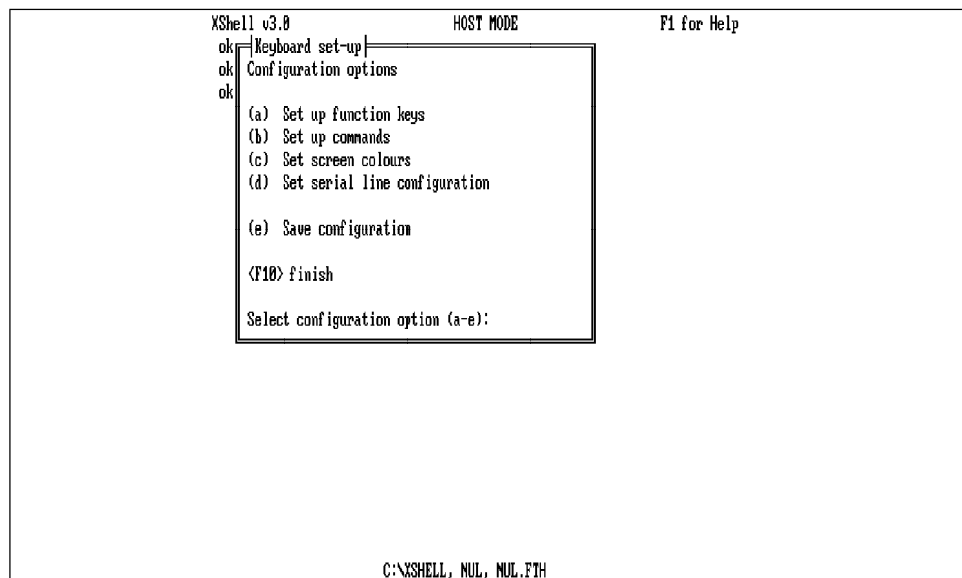 XShell v3.0 HOST MODE F1 for Help
ok Keyboard set-up
ok Configuration options
ok
(a) Set up function keys
(b) Set up commands
(c) Set screen colours
(d) Set serial line configuration
(e) Save configuration
<F10> finish
Select configuration option (a-e):
C:\XSHELL, NUL, NUL.FTH